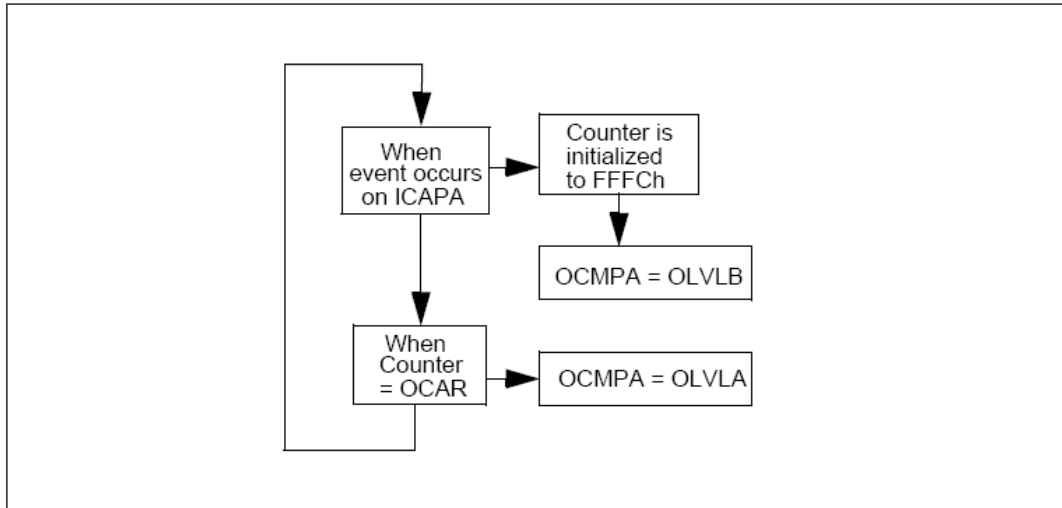 When
event occurs
on ICAPA
Counter is
initialized
to FFFCh
OCMPA = OLVLB
When
Counter
= OCAR
OCMPA = OLVLA